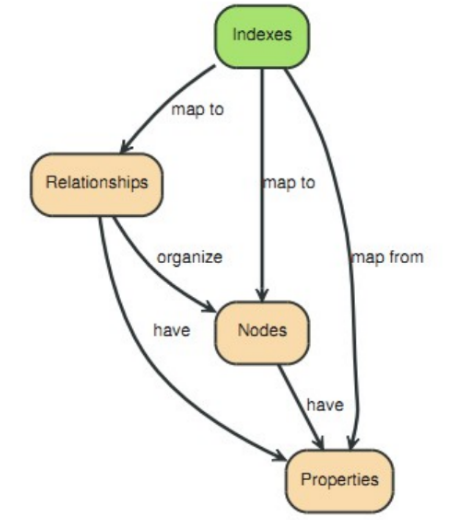 Indexes
map to
Relationships
map to
organize
map from
have
Nodes
have
Properties